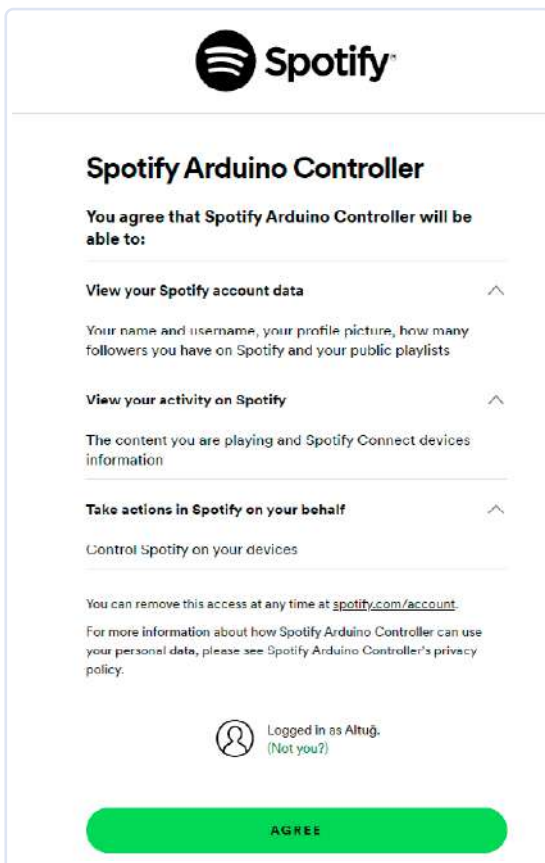 Spotify
Spotify Arduino Controller
You agree that Spotify Arduino Controller will be
able to:
View your Spotify account data
Your name and username, your profile picture, how many
followers you have on Spotify and your public playlists
View your activity on Spotify
The content you are playing and Spotify Connect devices
information
Take actions in Spotify on your behalf
Control Spotify on your devices
You can remove this access at any time at spotify.com/account.
For more information about how Spotify Arduino Controller can use
your personal data, please see Spotify Arduino Controller's privacy
policy.
Logged in as Altuğ.
(Not you?)
AGREE